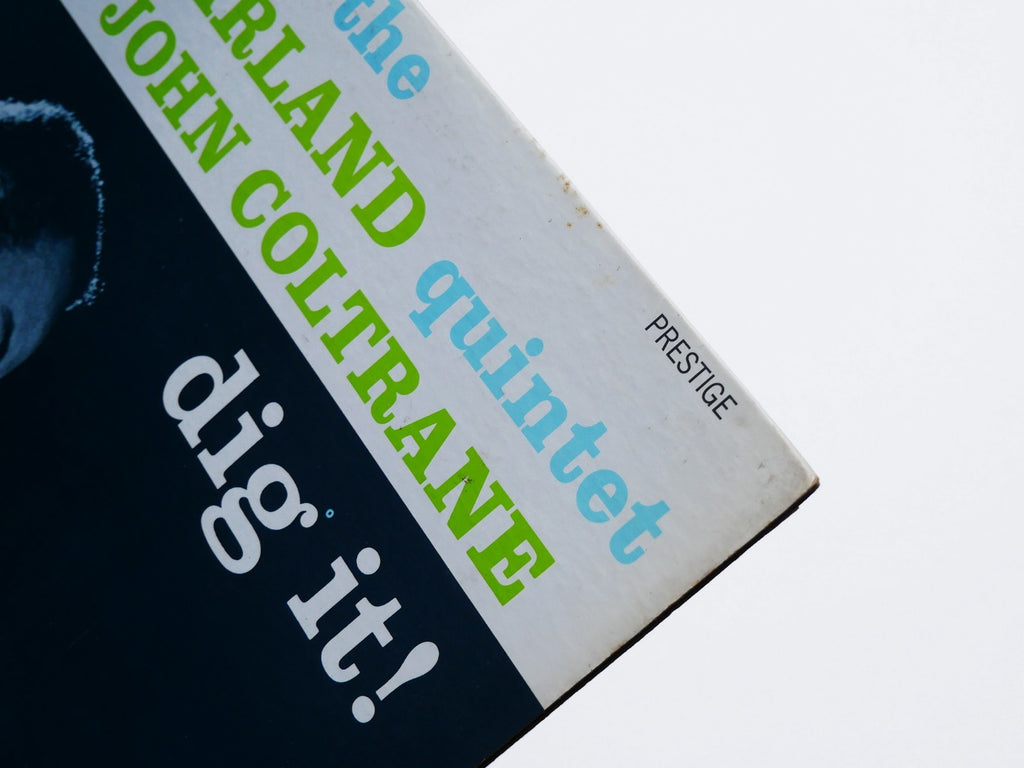 the
RLAND quintet
JOHN COLTRANE
PRESTIGE
dig it!